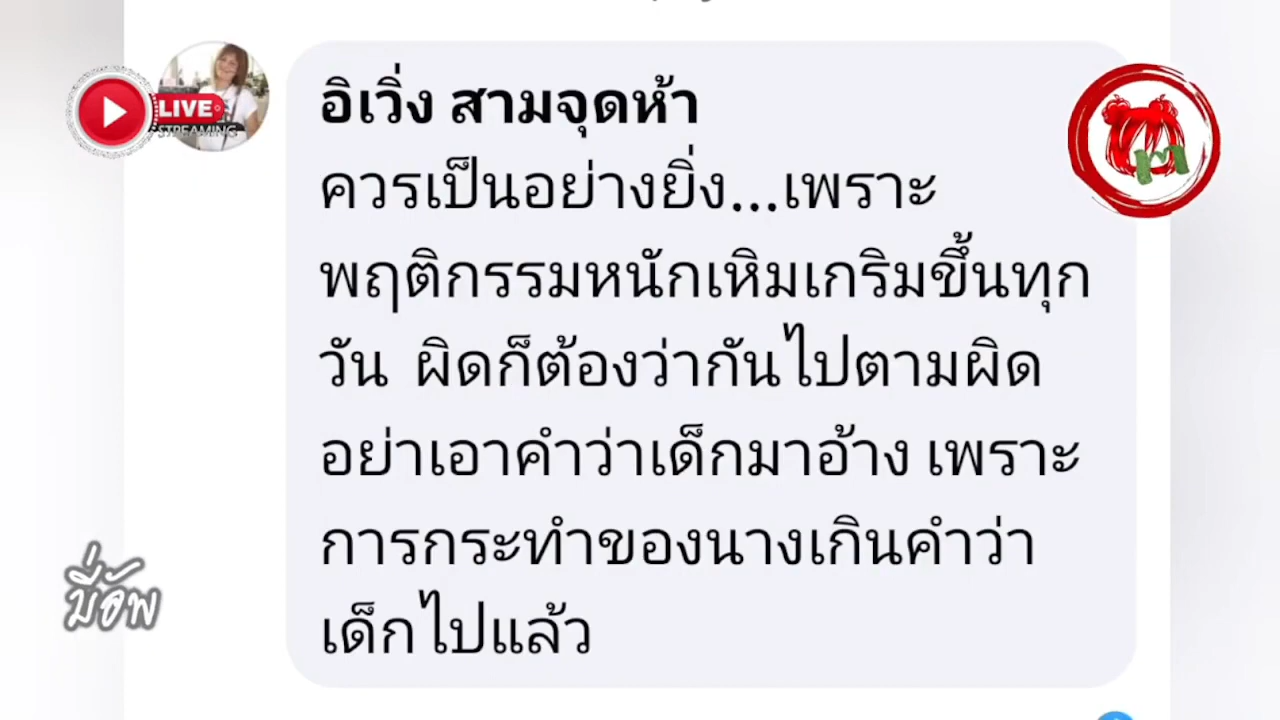 LIVE
STREAMING
อิเวิ่ง สามจุดห้า
ควรเป็นอย่างยิ่ง...เพราะ
พฤติกรรมหนักเหิมเกริมขึ้นทุก
วัน ผิดก็ต้องว่ากันไปตามผิด
อย่าเอาคำว่าเด็กมาอ้าง เพราะ
การกระทำของนางเกินคำว่า
เด็กไปแล้ว
บี่อัพ